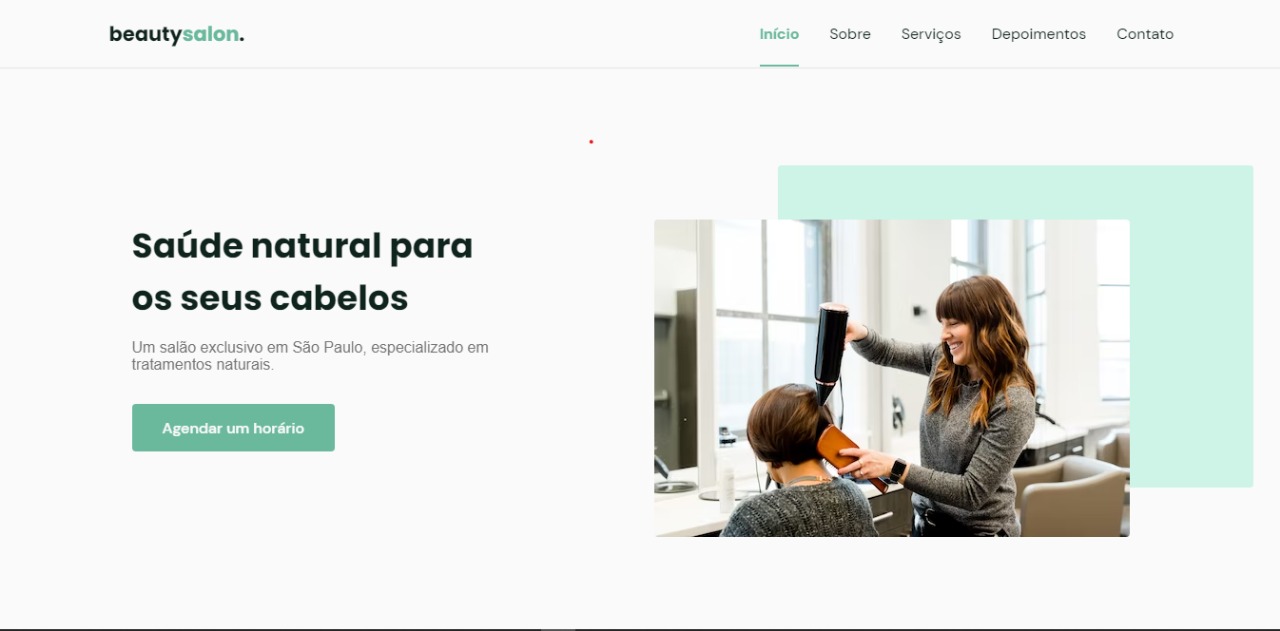 beautysalon.
Início Sobre Serviços Depoimentos Contato
Saúde natural para
os seus cabelos
Um salão exclusivo em São Paulo, especializado em
tratamentos naturais.
Agendar um horário